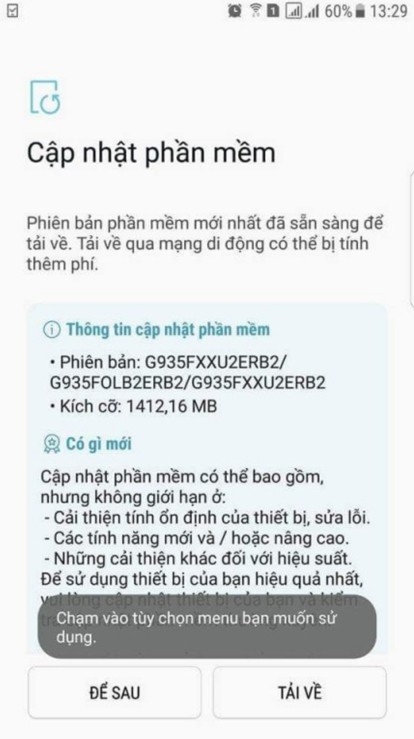 60% 13:29
Cập nhật phần mềm
Phiên bản phần mềm mới nhất đã sẵn sàng để
tải về. Tải về qua mạng di động có thể bị tính
thêm phí.
Thông tin cập nhật phần mềm
• Phiên bản: G935FXXU2ERB2/
G935FOLB2ERB2/G935FXXU2ERB2
• Kích cỡ: 1412,16 MB
Có gì mới
Cập nhật phần mềm có thể bao gồm,
nhưng không giới hạn ở:
- Cải thiện tính ổn định của thiết bị, sửa lỗi.
- Các tính năng mới và / hoặc nâng cao.
- Những cải thiện khác đối với hiệu suất.
Để sử dụng thiết bị của bạn hiệu quả nhất,
vui lòng cập nhật thiết bị của bạn và kiểm
Chạm vào tùy chọn menu bạn muốn sử
dụng.
ĐỂ SAU
TẢI VỀ